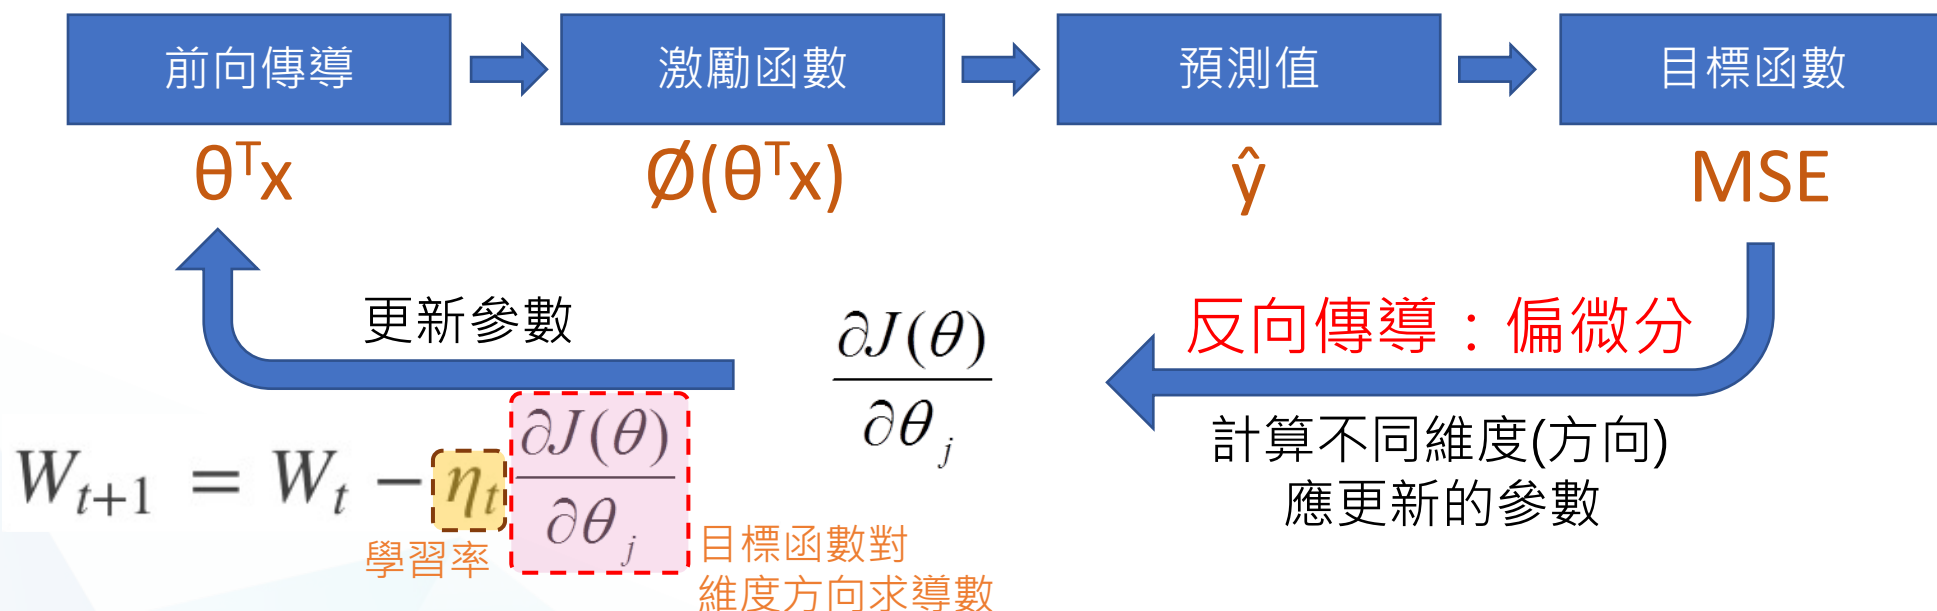 前向傳導
激勵函數
預測值
目標函數
θᵀx
Ø(θᵀx)
ŷ
MSE
更新參數
∂J(θ)/∂θⱼ
反向傳導：偏微分
計算不同維度(方向)
應更新的參數
Wₜ₊₁ = Wₜ − ηₜ ∂J(θ)/∂θⱼ
學習率
目標函數對
維度方向求導數